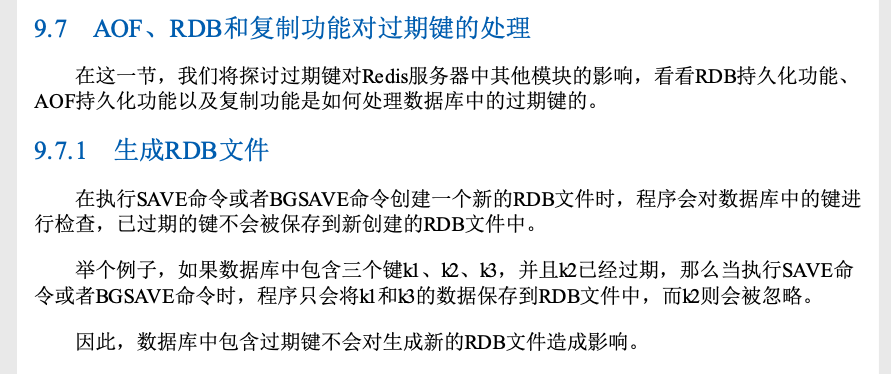 9.7 AOF、RDB和复制功能对过期键的处理
在这一节，我们将探讨过期键对Redis服务器中其他模块的影响，看看RDB持久化功能、
AOF持久化功能以及复制功能是如何处理数据库中的过期键的。
9.7.1 生成RDB文件
在执行SAVE命令或者BGSAVE命令创建一个新的RDB文件时，程序会对数据库中的键进
行检查，已过期的键不会被保存到新创建的RDB文件中。
举个例子，如果数据库中包含三个键k1、k2、k3，并且k2已经过期，那么当执行SAVE命
令或者BGSAVE命令时，程序只会将k1和k3的数据保存到RDB文件中，而k2则会被忽略。
因此，数据库中包含过期键不会对生成新的RDB文件造成影响。